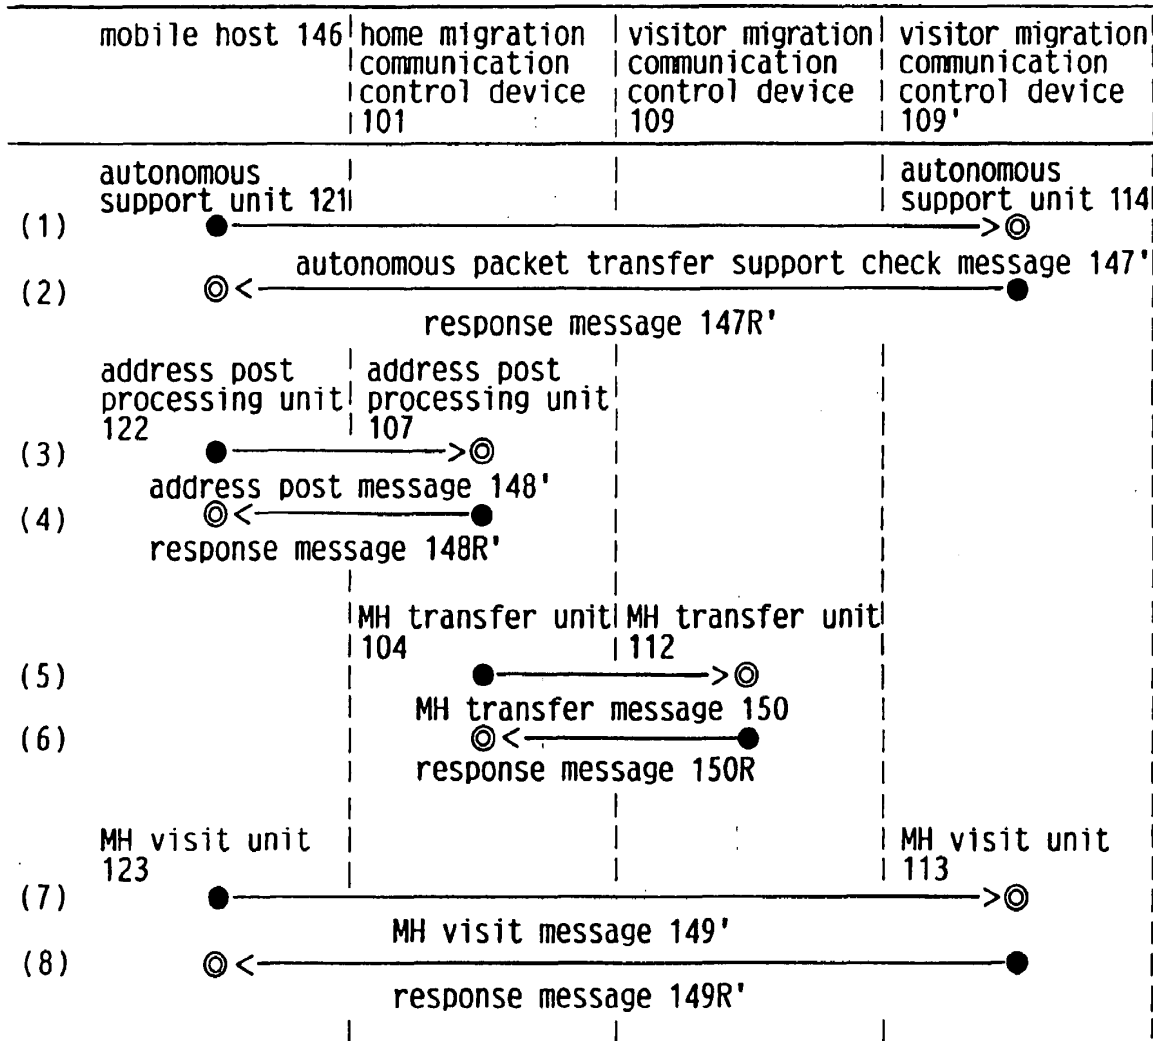 mobile host 146 home migration communication control device 101 visitor migration communication control device 109 visitor migration communication control device 109'
autonomous support unit 121 autonomous support unit 114
(1)
autonomous packet transfer support check message 147'
(2)
response message 147R'
address post processing unit 122 address post processing unit 107
(3)
address post message 148'
(4)
response message 148R'
MH transfer unit 104 MH transfer unit 112
(5)
MH transfer message 150
(6)
response message 150R
MH visit unit 123 MH visit unit 113
(7)
MH visit message 149'
(8)
response message 149R'